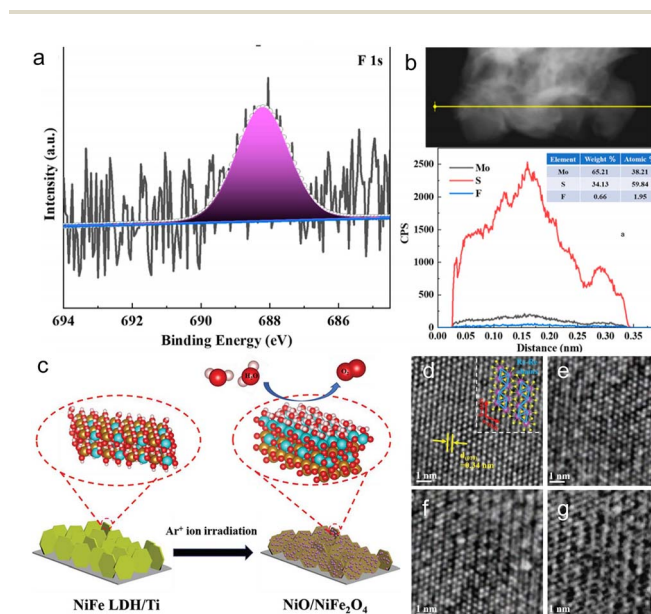 a
F 1s
Intensity (a.u.)
694
692
690
688
686
Binding Energy (eV)
b
Mo
S
F
Element Weight % Atomic %
Mo 65.21 38.21
S 34.13 59.84
F 0.66 1.95
a
CPS
2500
2000
1500
1000
500
0
0.00 0.05 0.10 0.15 0.20 0.25 0.30 0.35
Distance (nm)
c
Ar⁺ ion irradiation
NiFe LDH/Ti
NiO/NiFe₂O₄
d
1 nm
e
1 nm
f
1 nm
g
1 nm